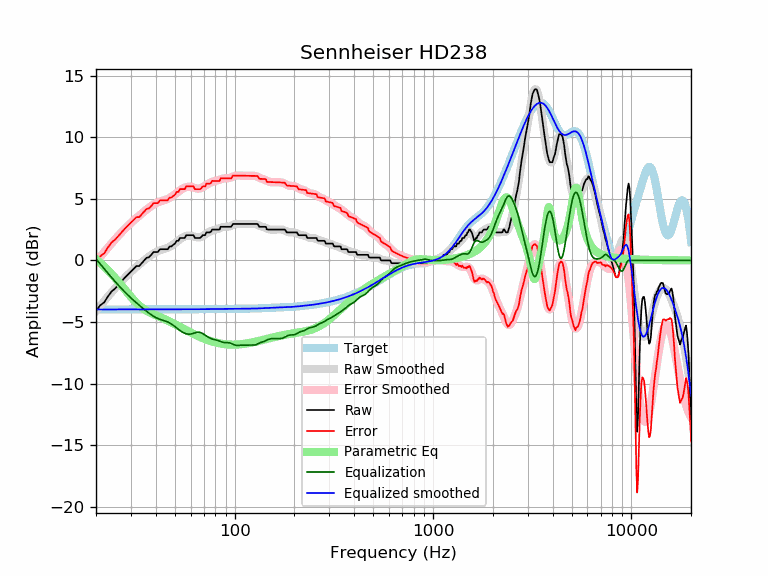 Sennheiser HD238
Amplitude (dBr)
15
10
5
0
−5
−10
−15
−20
Target
Raw Smoothed
Error Smoothed
Raw
Error
Parametric Eq
Equalization
Equalized smoothed
100 1000 10000
Frequency (Hz)